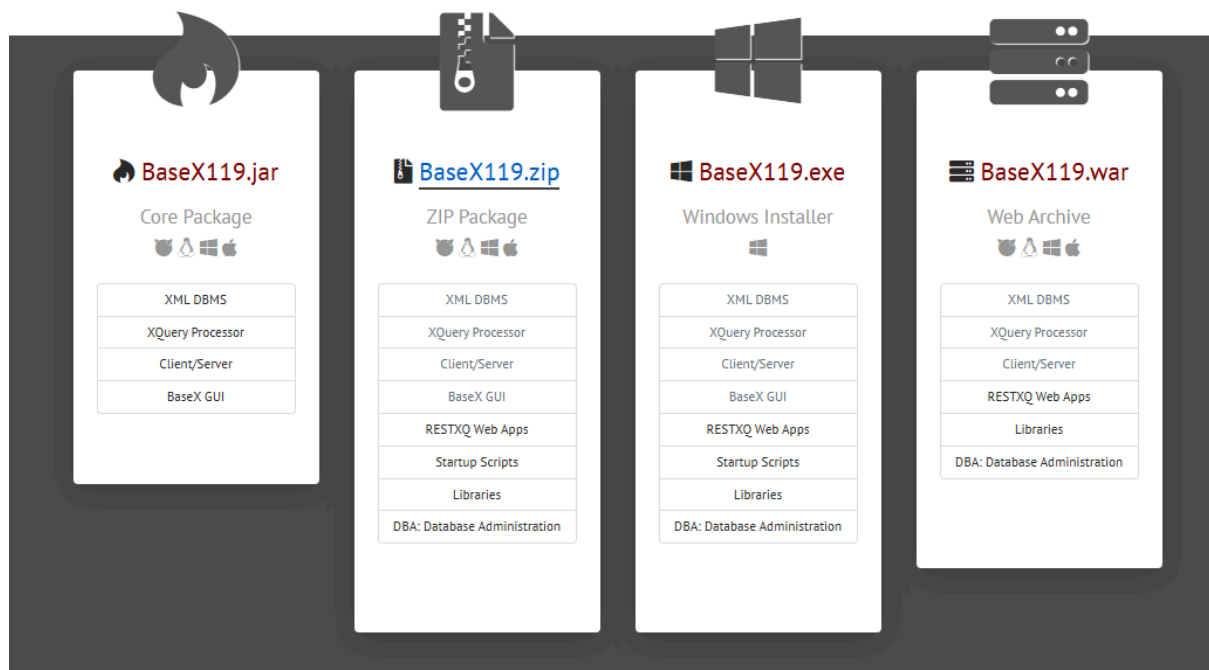 BaseX119.jar
Core Package
XML DBMS
XQuery Processor
Client/Server
BaseX GUI
BaseX119.zip
ZIP Package
XML DBMS
XQuery Processor
Client/Server
BaseX GUI
RESTXQ Web Apps
Startup Scripts
Libraries
DBA: Database Administration
BaseX119.exe
Windows Installer
XML DBMS
XQuery Processor
Client/Server
BaseX GUI
RESTXQ Web Apps
Startup Scripts
Libraries
DBA: Database Administration
BaseX119.war
Web Archive
XML DBMS
XQuery Processor
Client/Server
RESTXQ Web Apps
Libraries
DBA: Database Administration